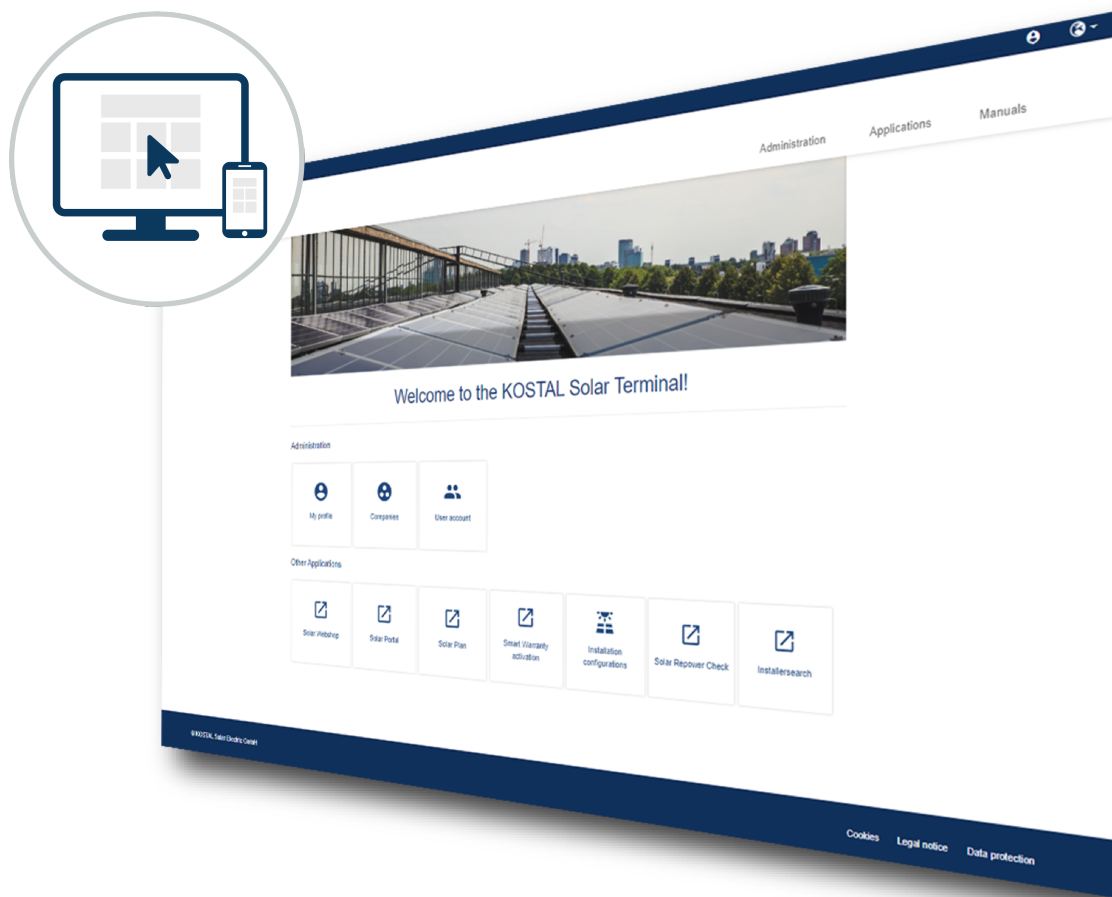 Administration
Applications
Manuals
Welcome to the KOSTAL Solar Terminal!
Administration
My profile
Companies
User account
Other Applications
Solar Webshop
Solar Portal
Solar Plan
Smart Warranty
activation
Installation
configurations
Solar Repower Check
Installersearch
© KOSTAL Solar Electric GmbH
Cookies
Legal notice
Data protection